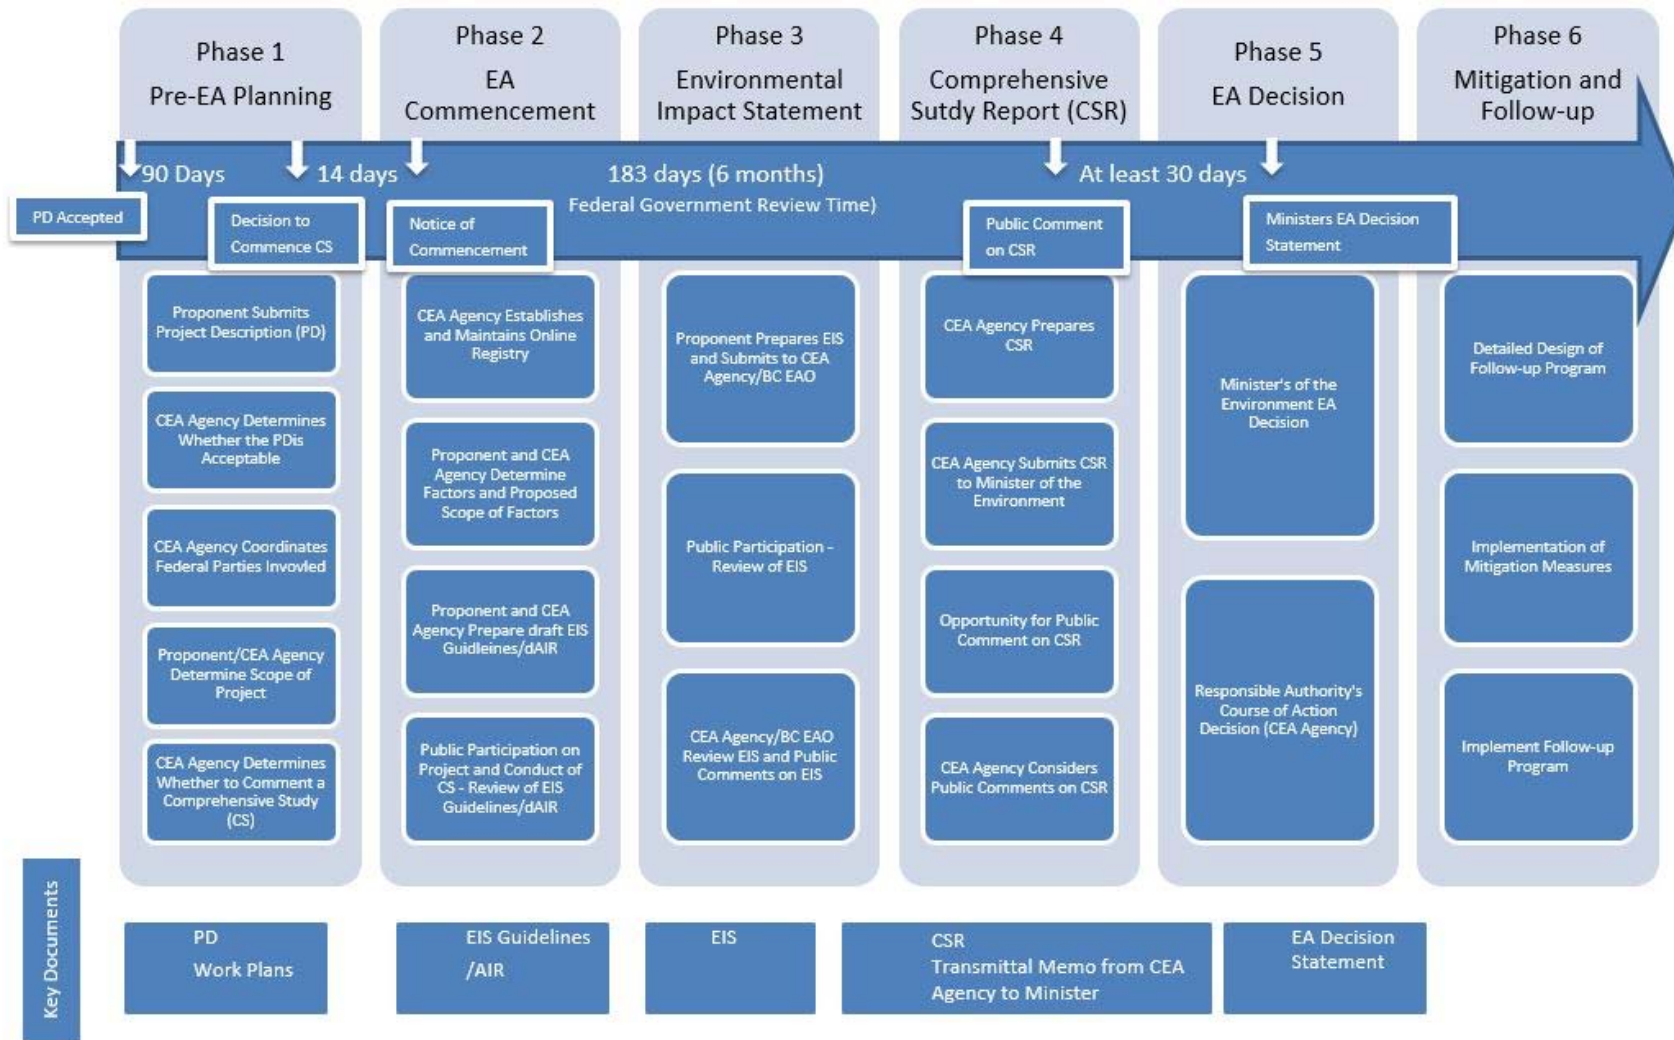 Phase 1
Pre-EA Planning
Phase 2
EA
Commencement
Phase 3
Environmental
Impact Statement
Phase 4
Comprehensive
Sutdy Report (CSR)
Phase 5
EA Decision
Phase 6
Mitigation and
Follow-up
90 Days
14 days
183 days (6 months)
Federal Government Review Time)
At least 30 days
PD Accepted
Decision to
Commence CS
Notice of
Commencement
Public Comment
on CSR
Ministers EA Decision
Statement
Proponent Submits
Project Description (PD)
CEA Agency Determines
Whether the PDis
Acceptable
CEA Agency Coordinates
Federal Parties Invovled
Proponent/CEA Agency
Determine Scope of
Project
CEA Agency Determines
Whether to Comment a
Comprehensive Study
(CS)
CEA Agency Establishes
and Maintains Online
Registry
Proponent and CEA
Agency Determine
Factors and Proposed
Scope of Factors
Proponent and CEA
Agency Prepare draft EIS
Guidleines/dAIR
Public Participation on
Project and Conduct of
CS - Review of EIS
Guidelines/dAIR
Proponent Prepares EIS
and Submits to CEA
Agency/BC EAO
Public Participation -
Review of EIS
CEA Agency/BC EAO
Review EIS and Public
Comments on EIS
CEA Agency Prepares
CSR
CEA Agency Submits CSR
to Minister of the
Environment
Opportunity for Public
Comment on CSR
CEA Agency Considers
Public Comments on CSR
Minister's of the
Environment EA
Decision
Responsible Authority's
Course of Action
Decision (CEA Agency)
Detailed Design of
Follow-up Program
Implementation of
Mitigation Measures
Implement Follow-up
Program
Key Documents
PD
Work Plans
EIS Guidelines
/AIR
EIS
CSR
Transmittal Memo from CEA
Agency to Minister
EA Decision
Statement